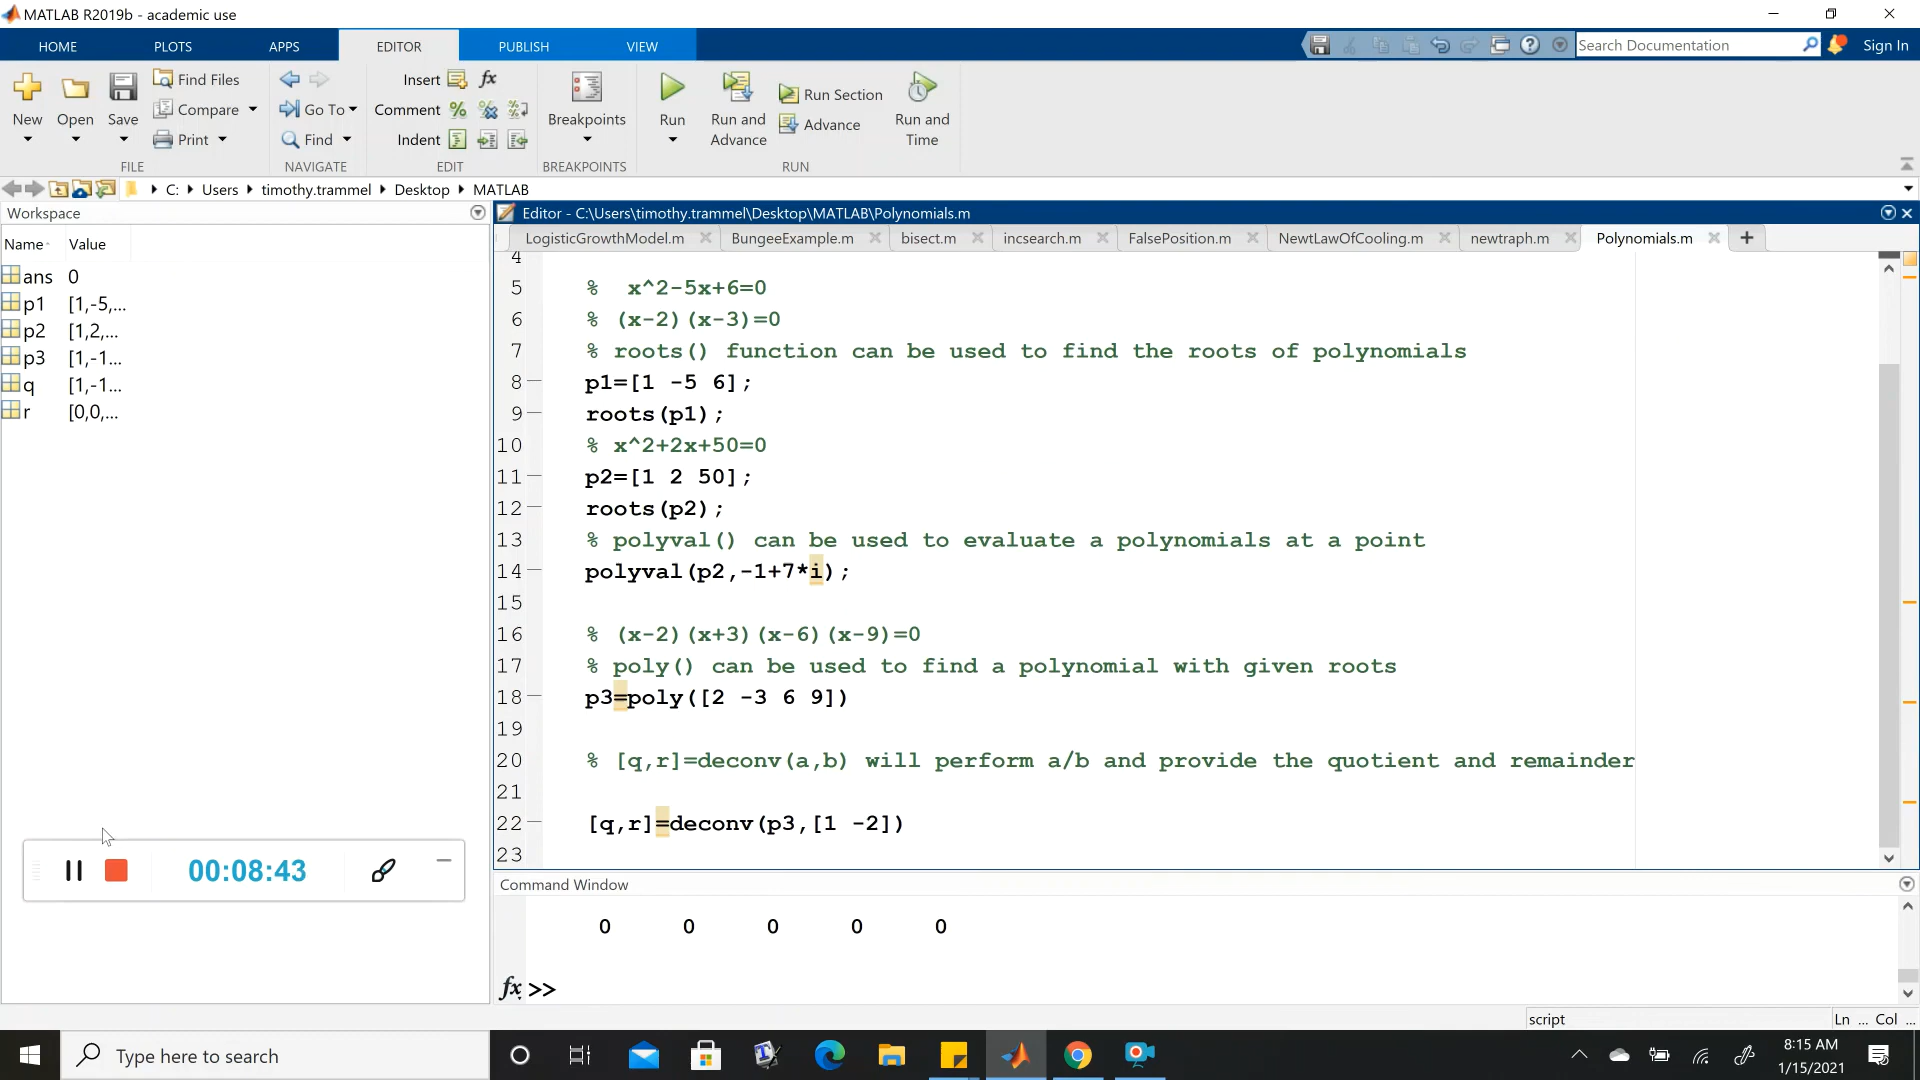 MATLAB R2019b - academic use
HOME PLOTS APPS EDITOR PUBLISH VIEW
Search Documentation Sign In
New Open Save Find Files Compare Print
Go To Find
Insert fx
Comment
Indent
Breakpoints
Run Run and Advance Run Section Advance Run and Time
FILE NAVIGATE EDIT BREAKPOINTS RUN
C: Users timothy.trammel Desktop MATLAB
Workspace
Name Value
ans 0
p1 [1,-5,...
p2 [1,2,...
p3 [1,-1...
q [1,-1...
r [0,0,...
00:08:43
Editor - C:\Users\timothy.trammel\Desktop\MATLAB\Polynomials.m
LogisticGrowthModel.m BungeeExample.m bisect.m incsearch.m FalsePosition.m NewtLawOfCooling.m newtraph.m Polynomials.m
4
5 % x^2-5x+6=0
6 % (x-2)(x-3)=0
7 % roots() function can be used to find the roots of polynomials
8 p1=[1 -5 6];
9 roots(p1);
10 % x^2+2x+50=0
11 p2=[1 2 50];
12 roots(p2);
13 % polyval() can be used to evaluate a polynomials at a point
14 polyval(p2,-1+7*i);
15
16 % (x-2)(x+3)(x-6)(x-9)=0
17 % poly() can be used to find a polynomial with given roots
18 p3=poly([2 -3 6 9])
19
20 % [q,r]=deconv(a,b) will perform a/b and provide the quotient and remainder
21
22 [q,r]=deconv(p3,[1 -2])
23
Command Window
0 0 0 0 0
fx >>
script Ln ... Col ...
Type here to search
8:15 AM
1/15/2021